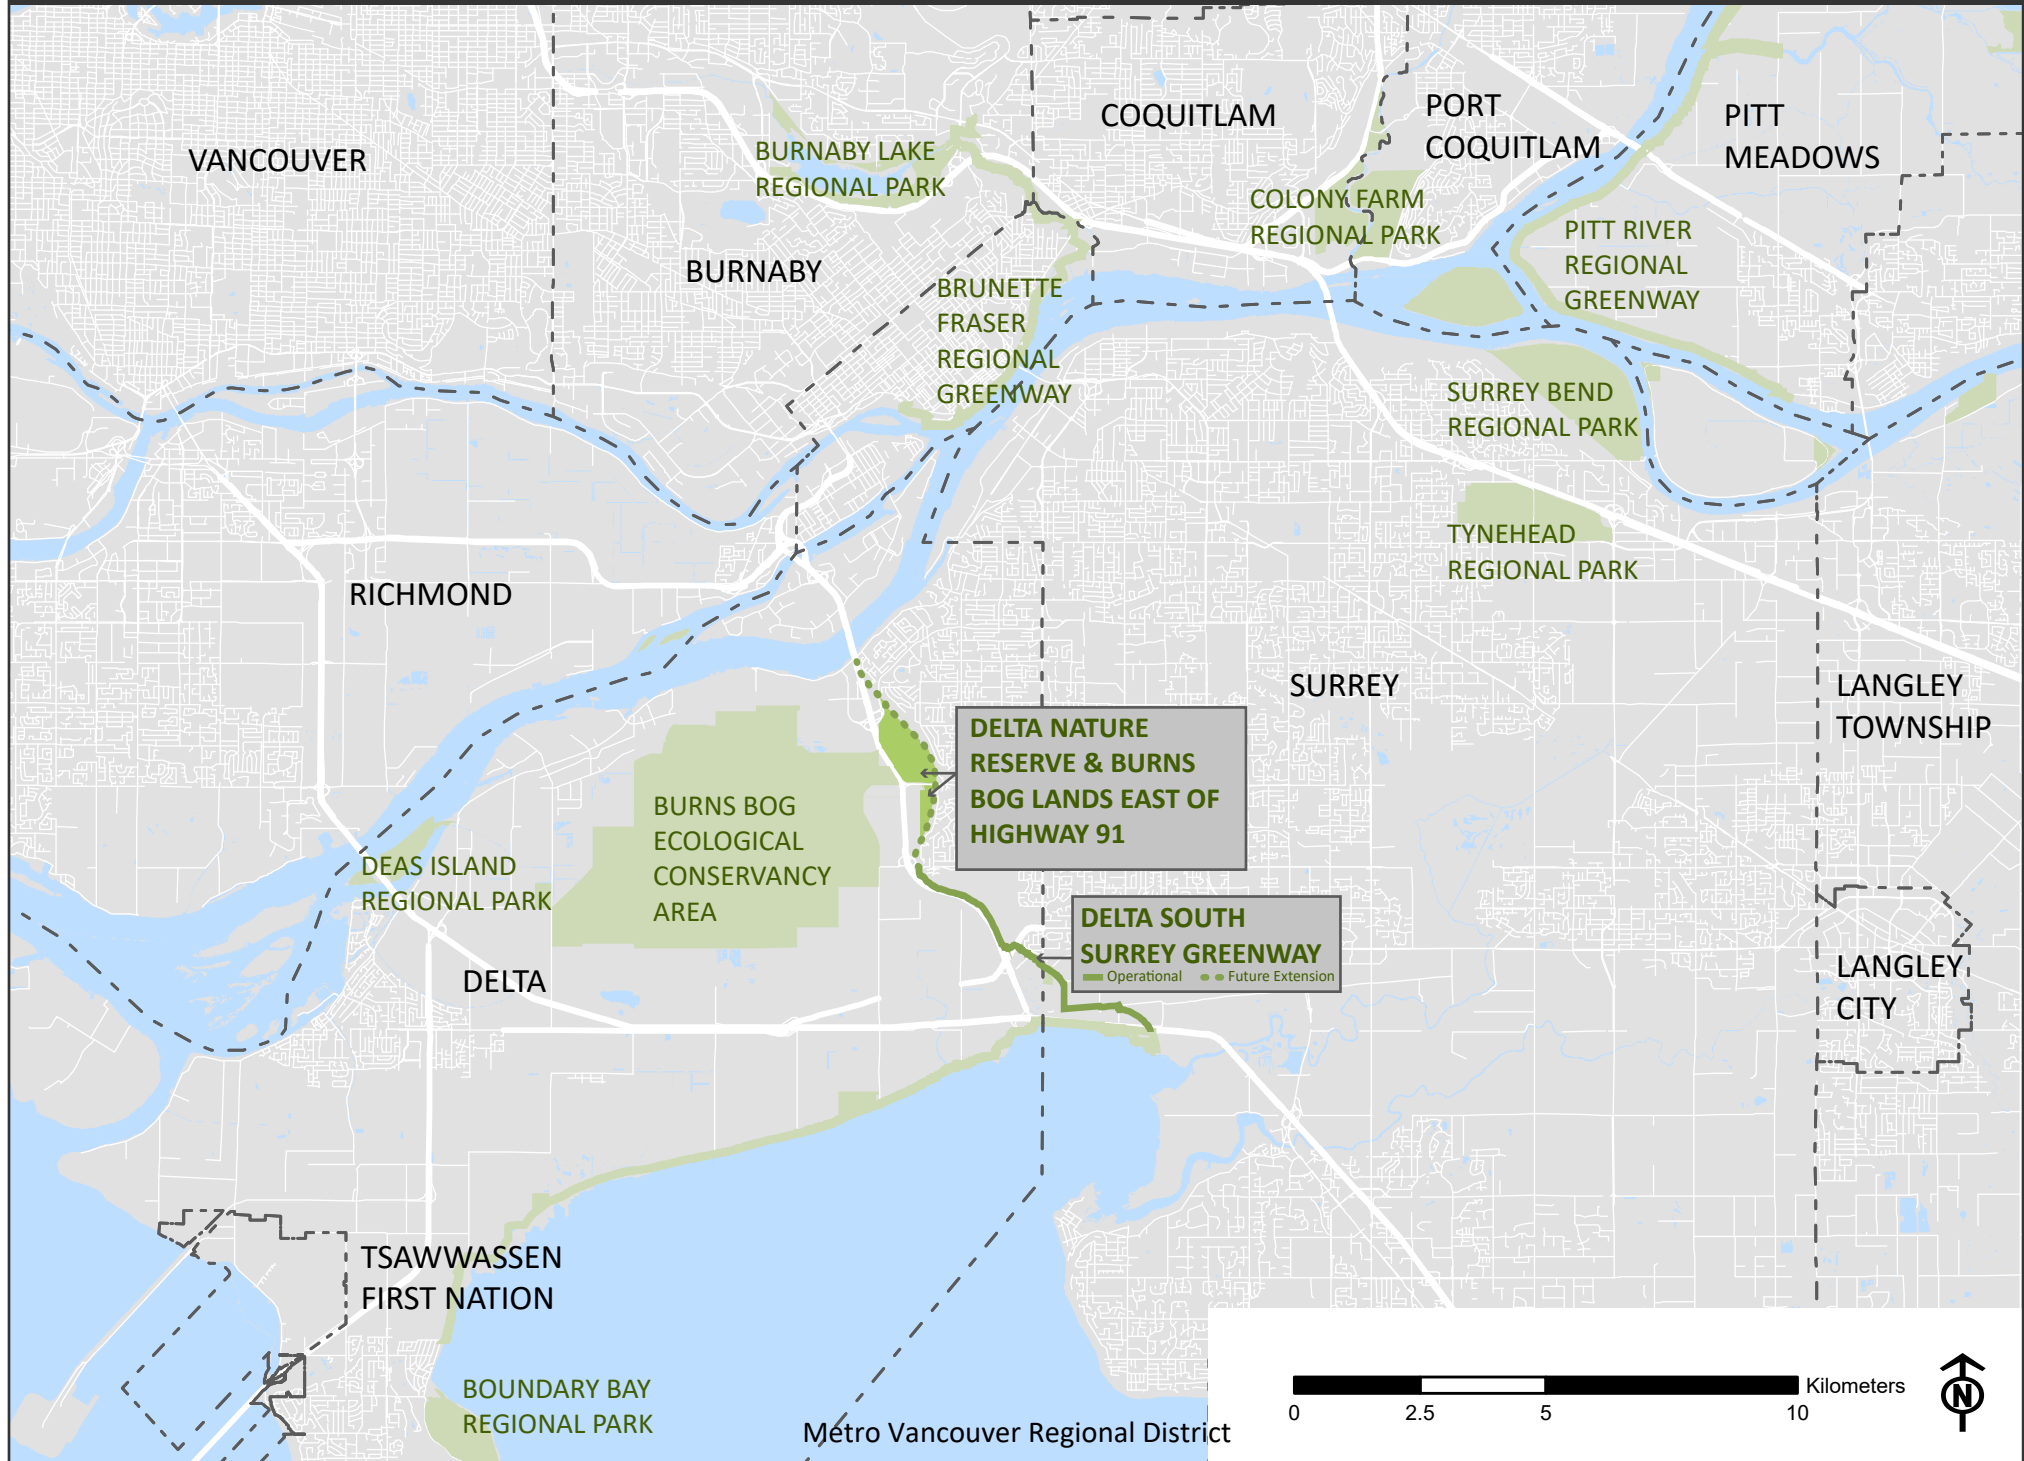 VANCOUVER
COQUITLAM
PORT
COQUITLAM
PITT
MEADOWS
BURNABY LAKE
REGIONAL PARK
COLONY FARM
REGIONAL PARK
PITT RIVER
REGIONAL
GREENWAY
BURNABY
BRUNETTE
FRASER
REGIONAL
GREENWAY
SURREY BEND
REGIONAL PARK
TYNEHEAD
REGIONAL PARK
RICHMOND
SURREY
LANGLEY
TOWNSHIP
DELTA NATURE
RESERVE & BURNS
BOG LANDS EAST OF
HIGHWAY 91
BURNS BOG
ECOLOGICAL
CONSERVANCY
AREA
DEAS ISLAND
REGIONAL PARK
DELTA SOUTH
SURREY GREENWAY
Operational Future Extension
DELTA
LANGLEY
CITY
TSAWWASSEN
FIRST NATION
BOUNDARY BAY
REGIONAL PARK
Metro Vancouver Regional District
Kilometers
0 2.5 5 10
N